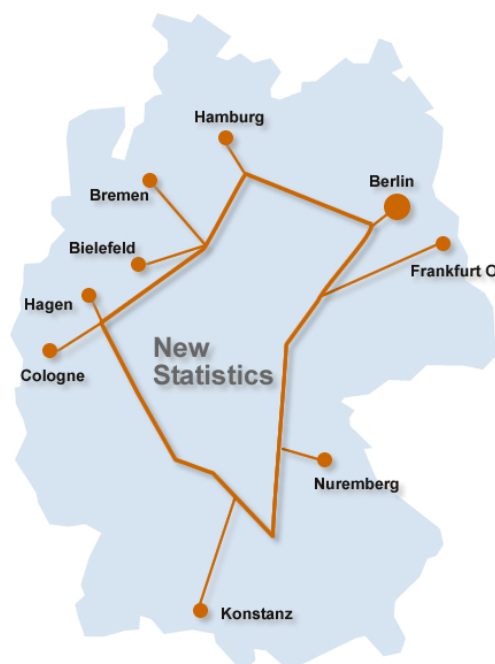 Hamburg
Berlin
Bremen
Bielefeld
Frankfurt O
Hagen
New
Statistics
Cologne
Nuremberg
Konstanz